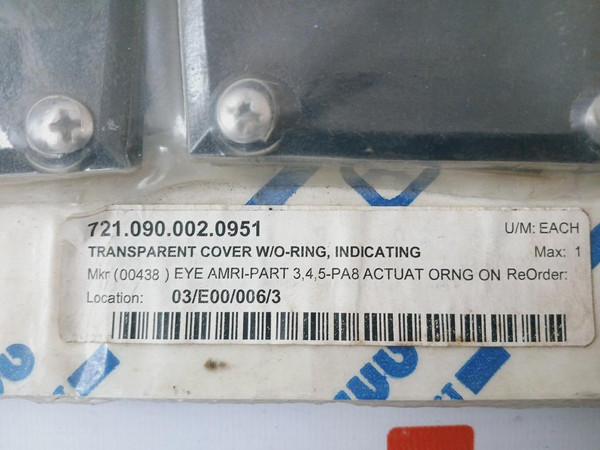 721.090.002.0951 U/M: EACH
TRANSPARENT COVER W/O-RING, INDICATING Max: 1
Mkr (00438 ) EYE AMRI-PART 3,4,5-PA8 ACTUAT ORNG ON ReOrder:
Location: 03/E00/006/3